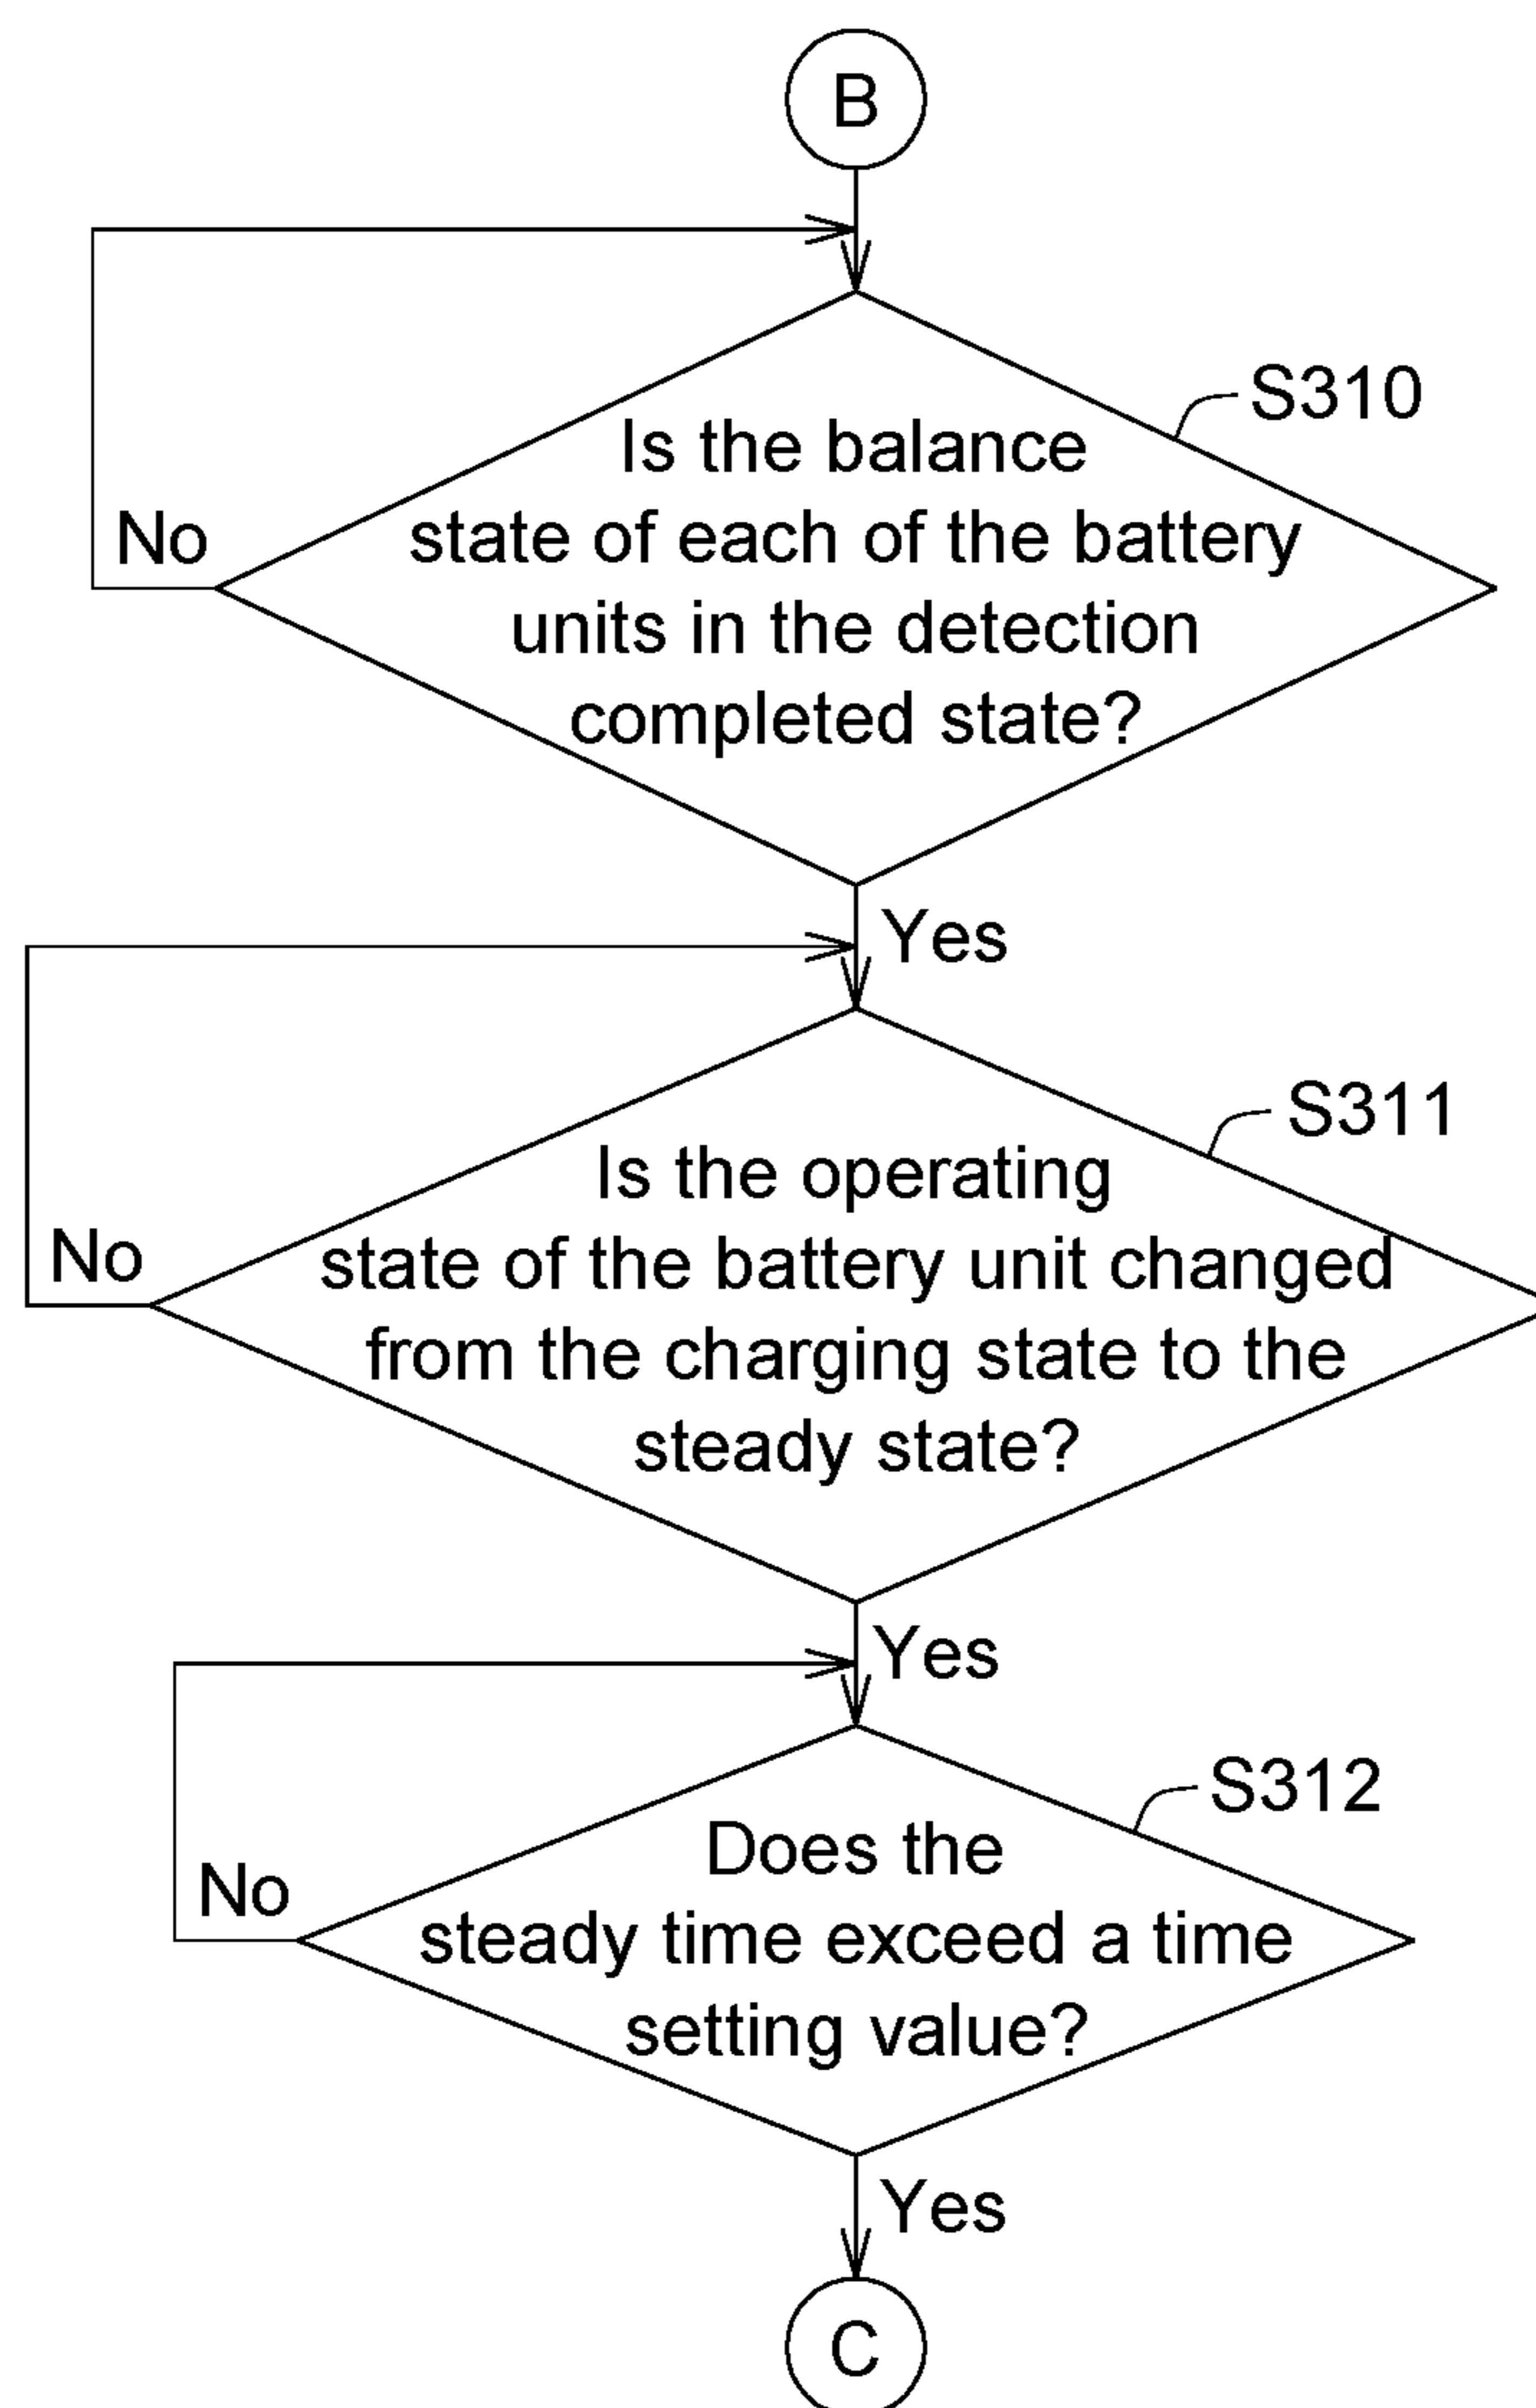 B
S310
Is the balance
state of each of the battery
units in the detection
completed state?
No
Yes
S311
Is the operating
state of the battery unit changed
from the charging state to the
steady state?
No
Yes
S312
Does the
steady time exceed a time
setting value?
No
Yes
C